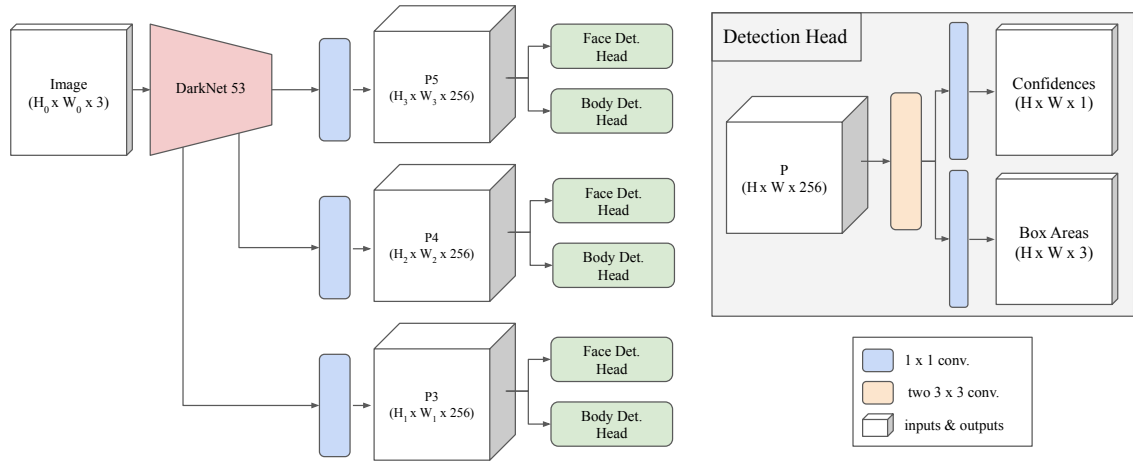 Image
(H₀ x W₀ x 3)
DarkNet 53
P5
(H₃ x W₃ x 256)
Face Det.
Head
Body Det.
Head
P4
(H₂ x W₂ x 256)
Face Det.
Head
Body Det.
Head
P3
(H₁ x W₁ x 256)
Face Det.
Head
Body Det.
Head
Detection Head
P
(H x W x 256)
Confidences
(H x W x 1)
Box Areas
(H x W x 3)
1 x 1 conv.
two 3 x 3 conv.
inputs & outputs